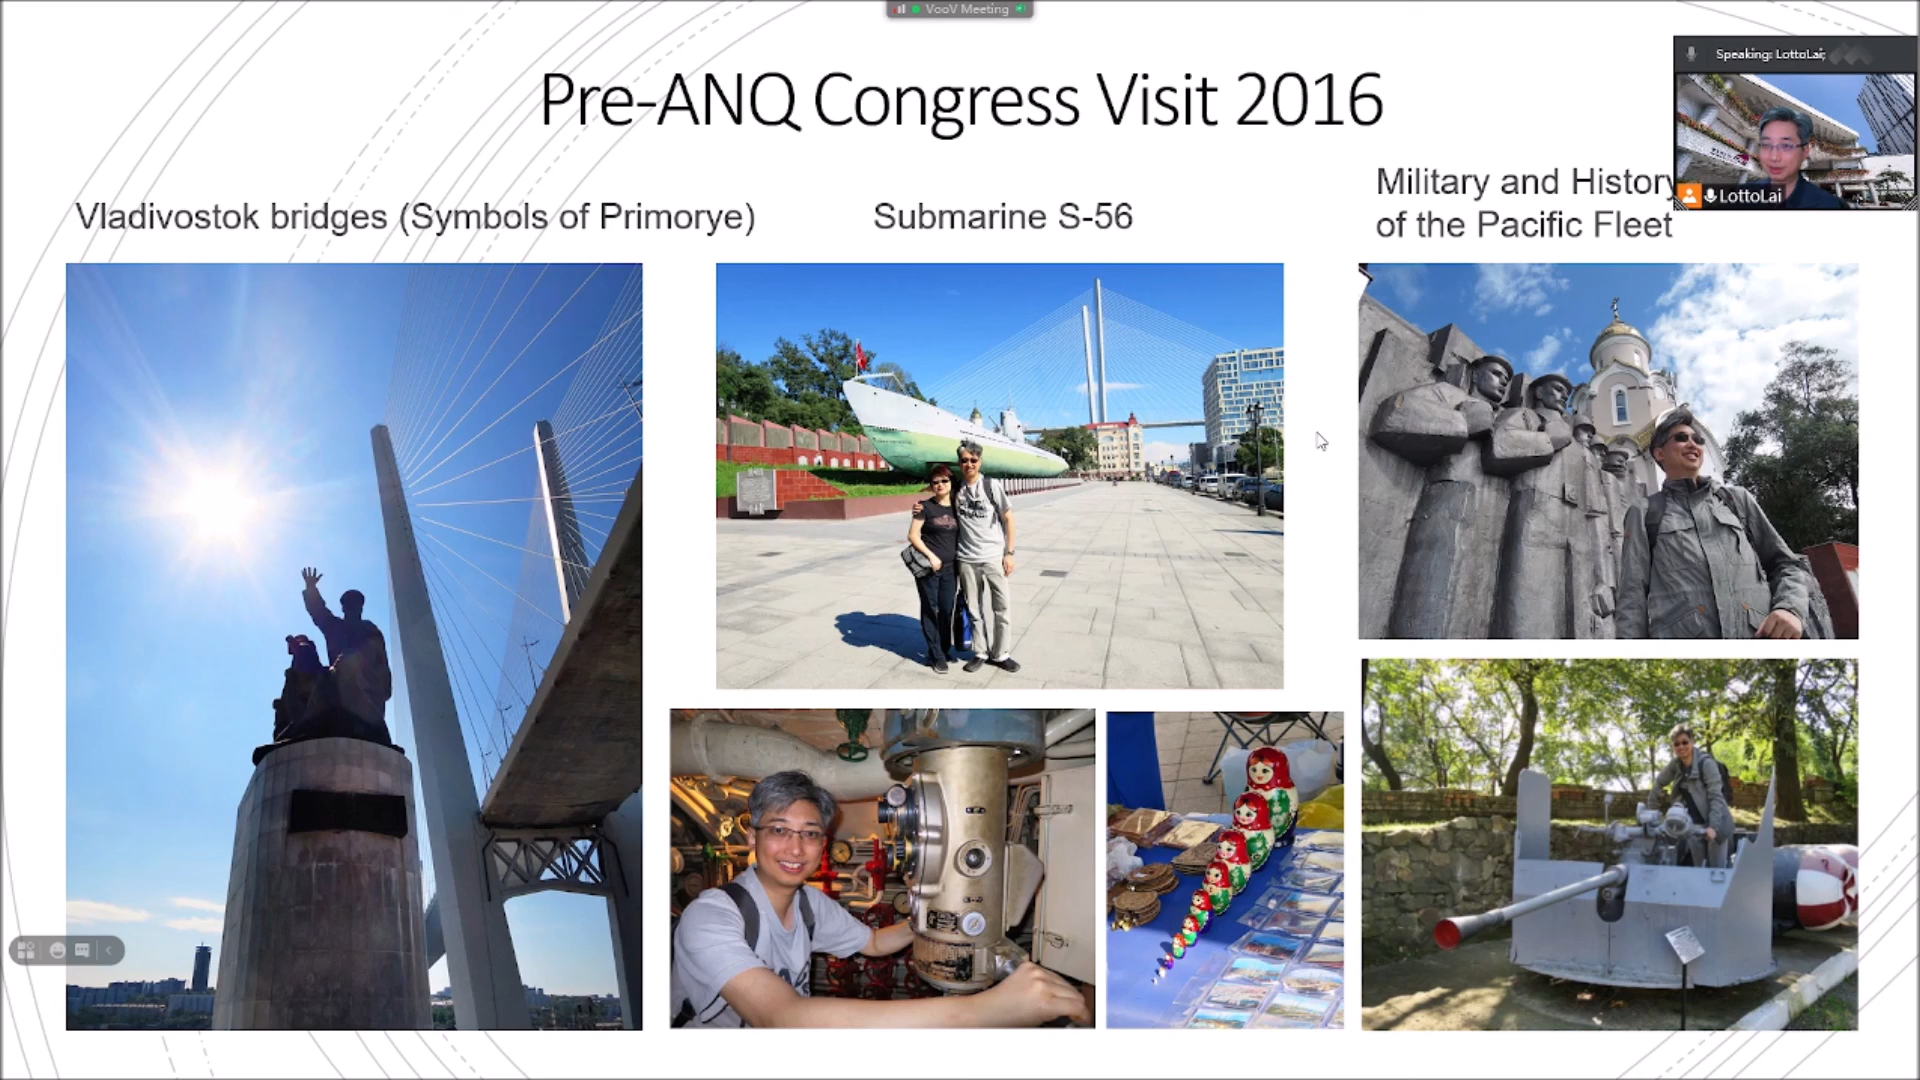 VooV Meeting
Speaking: LottoLai;
Pre-ANQ Congress Visit 2016
LottoLai
Vladivostok bridges (Symbols of Primorye)
Submarine S-56
Military and History
of the Pacific Fleet